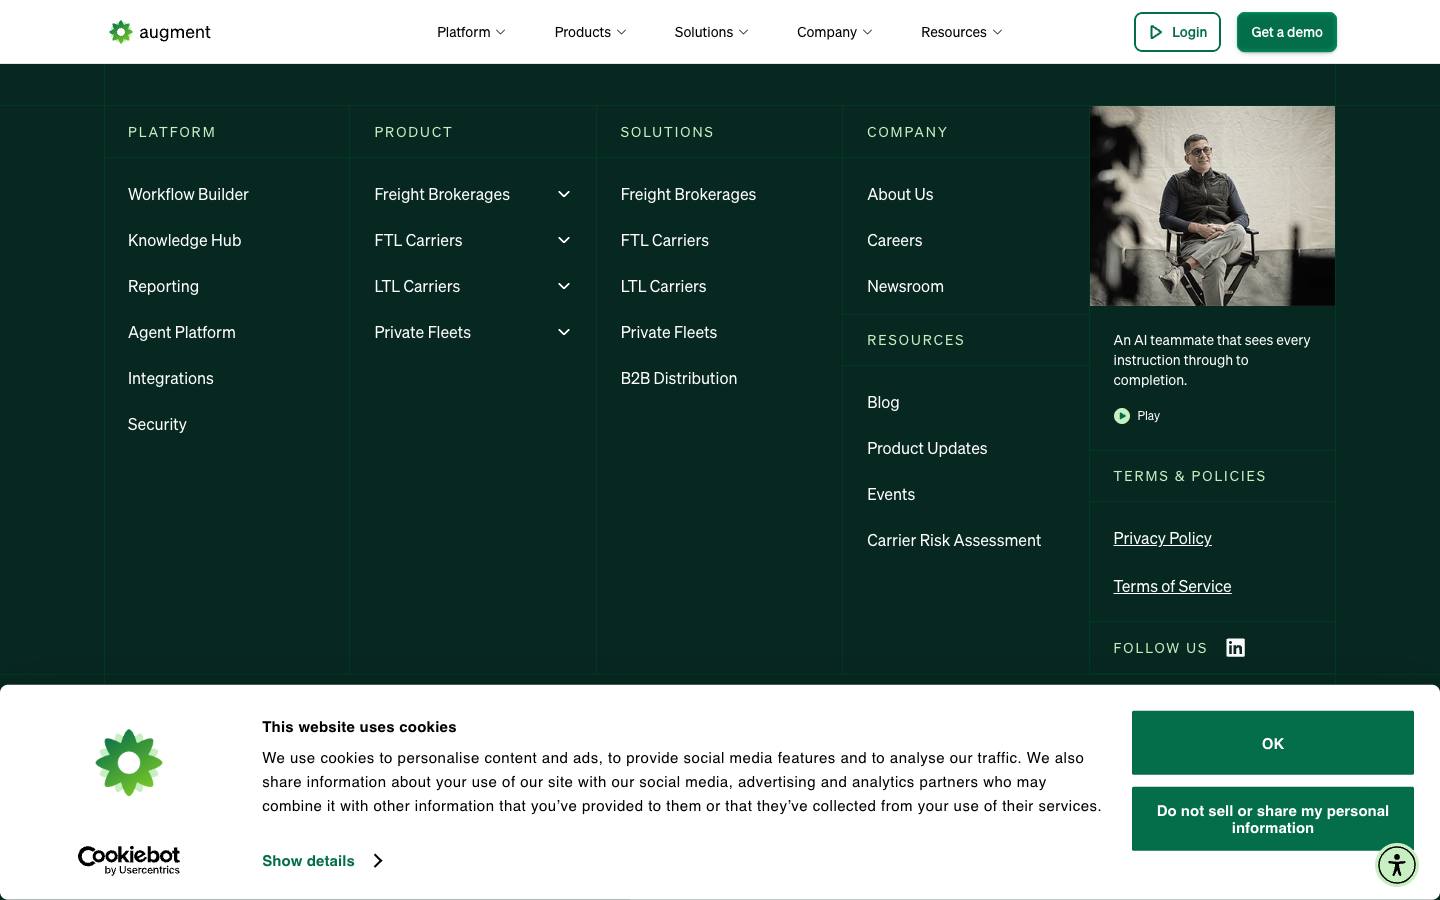 augment
Platform
Products
Solutions
Company
Resources
Login
Get a demo
PLATFORM
Workflow Builder
Knowledge Hub
Reporting
Agent Platform
Integrations
Security
PRODUCT
Freight Brokerages
FTL Carriers
LTL Carriers
Private Fleets
SOLUTIONS
Freight Brokerages
FTL Carriers
LTL Carriers
Private Fleets
B2B Distribution
COMPANY
About Us
Careers
Newsroom
RESOURCES
Blog
Product Updates
Events
Carrier Risk Assessment
An AI teammate that sees every
instruction through to
completion.
Play
TERMS & POLICIES
Privacy Policy
Terms of Service
FOLLOW US
in
This website uses cookies
We use cookies to personalise content and ads, to provide social media features and to analyse our traffic. We also
share information about your use of our site with our social media, advertising and analytics partners who may
combine it with other information that you’ve provided to them or that they’ve collected from your use of their services.
Show details
Cookiebot
by Usercentrics
OK
Do not sell or share my personal
information